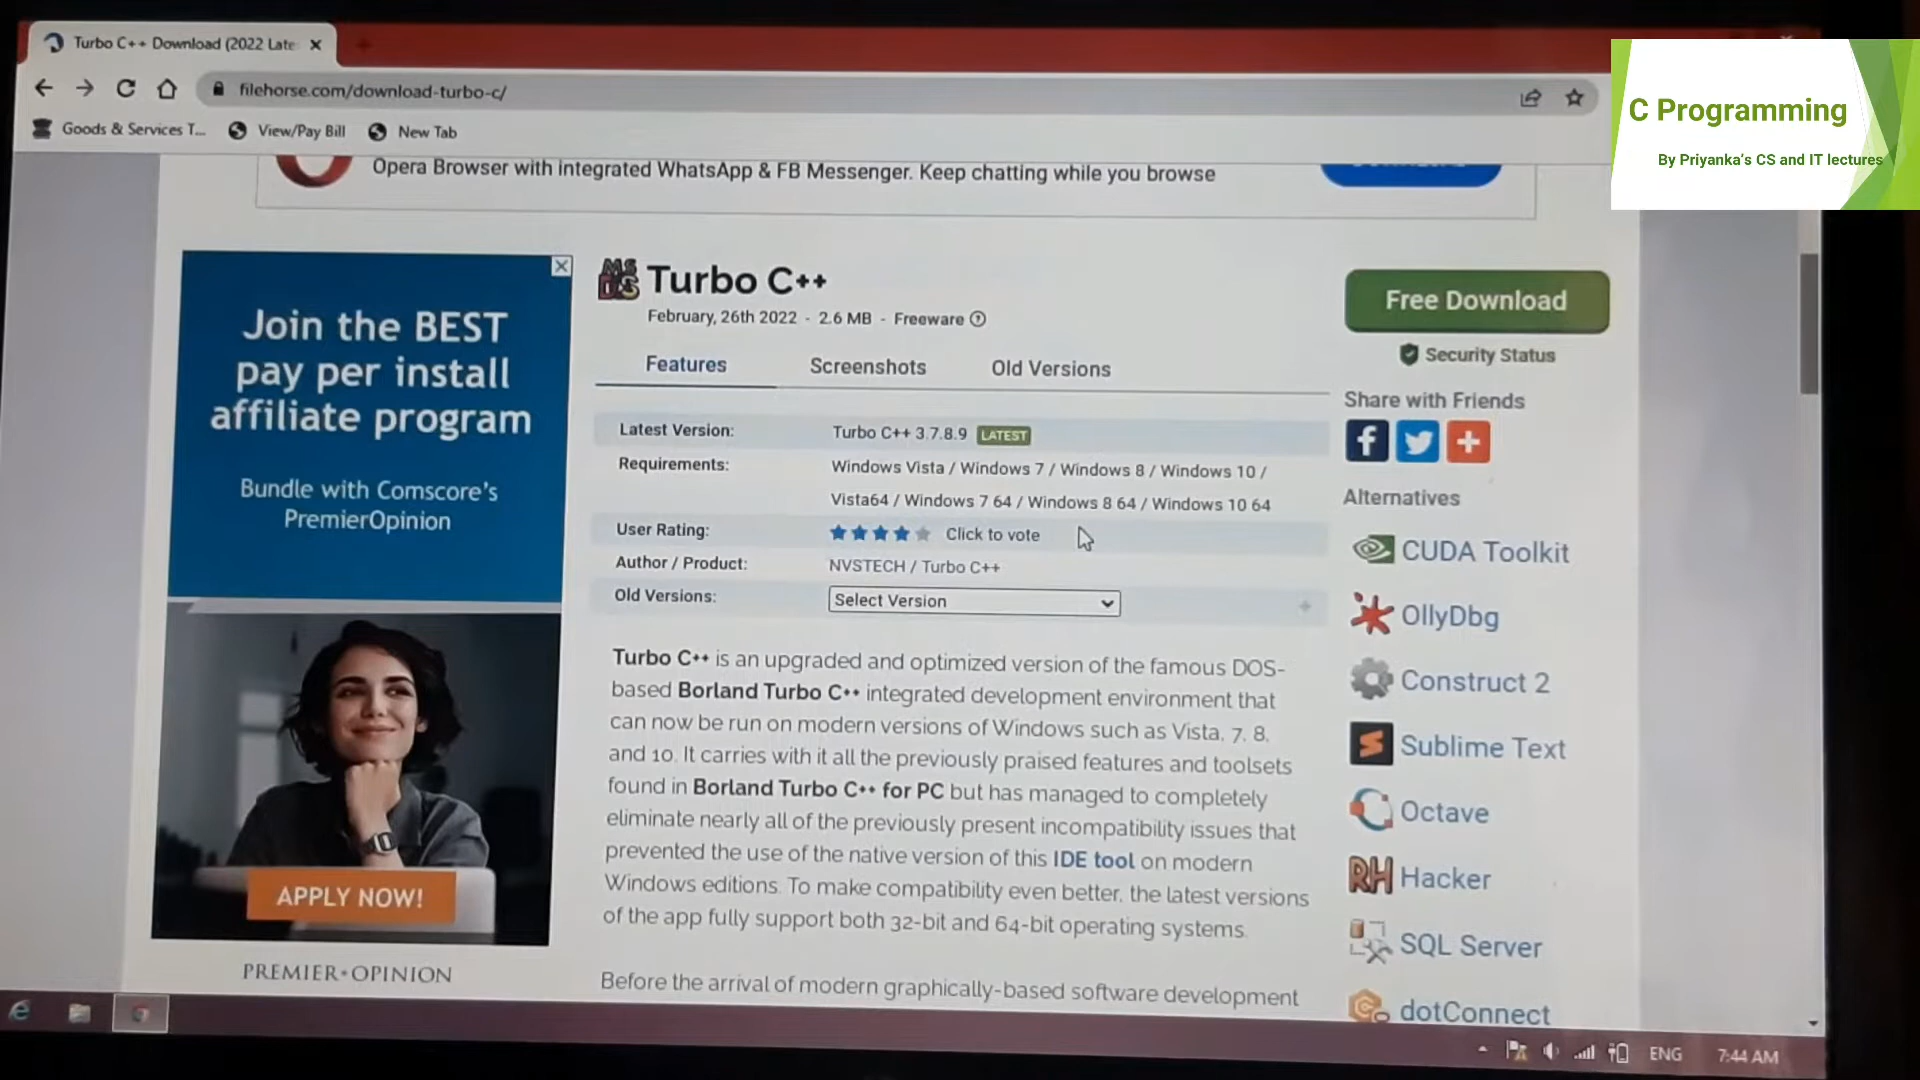 Turbo C++ Download (2022 Late
filehorse.com/download-turbo-c/
Goods & Services T... View/Pay Bill New Tab
C Programming
By Priyanka's CS and IT lectures
Opera Browser with integrated WhatsApp & FB Messenger. Keep chatting while you browse
Join the BEST
pay per install
affiliate program
Bundle with Comscore's
PremierOpinion
APPLY NOW!
PREMIER•OPINION
MS
DOS
Turbo C++
February, 26th 2022 - 2.6 MB - Freeware
Features Screenshots Old Versions
Latest Version: Turbo C++ 3.7.8.9 LATEST
Requirements: Windows Vista / Windows 7 / Windows 8 / Windows 10 /
Vista64 / Windows 7 64 / Windows 8 64 / Windows 10 64
User Rating: Click to vote
Author / Product: NVSTECH / Turbo C++
Old Versions: Select Version
Turbo C++ is an upgraded and optimized version of the famous DOS-
based Borland Turbo C++ integrated development environment that
can now be run on modern versions of Windows such as Vista, 7, 8,
and 10. It carries with it all the previously praised features and toolsets
found in Borland Turbo C++ for PC but has managed to completely
eliminate nearly all of the previously present incompatibility issues that
prevented the use of the native version of this IDE tool on modern
Windows editions. To make compatibility even better, the latest versions
of the app fully support both 32-bit and 64-bit operating systems.
Before the arrival of modern graphically-based software development
Free Download
Security Status
Share with Friends
Alternatives
CUDA Toolkit
OllyDbg
Construct 2
Sublime Text
Octave
RH Hacker
SQL Server
dotConnect
ENG 7:44 AM